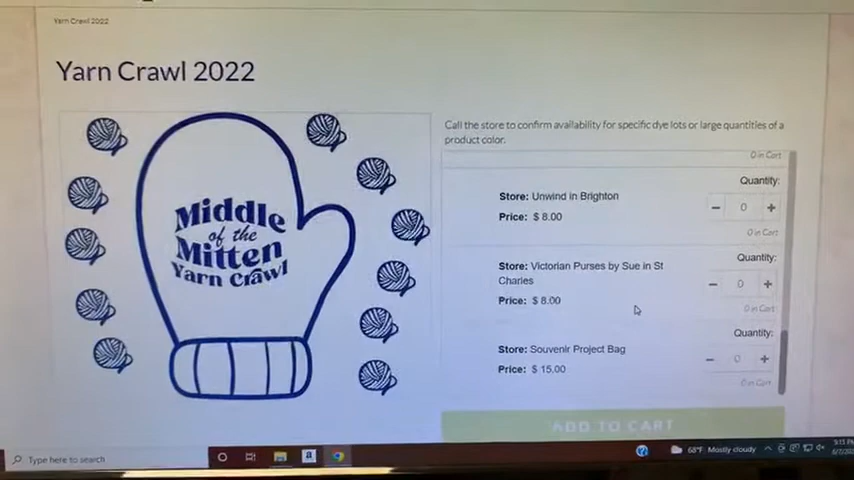 Yarn Crawl 2022
Yarn Crawl 2022
Call the store to confirm availability for specific dye lots or large quantities of a
product color.
0 in Cart
Quantity:
Store: Unwind in Brighton
Price: $ 8.00
− 0 +
0 in Cart
Quantity:
Store: Victorian Purses by Sue in St
Charles
Price: $ 8.00
− 0 +
0 in Cart
Quantity:
Store: Souvenir Project Bag
Price: $ 15.00
− 0 +
0 in Cart
ADD TO CART
Middle
of the
Mitten
Yarn Crawl
Type here to search
a
68°F Mostly cloudy
9:15 PM